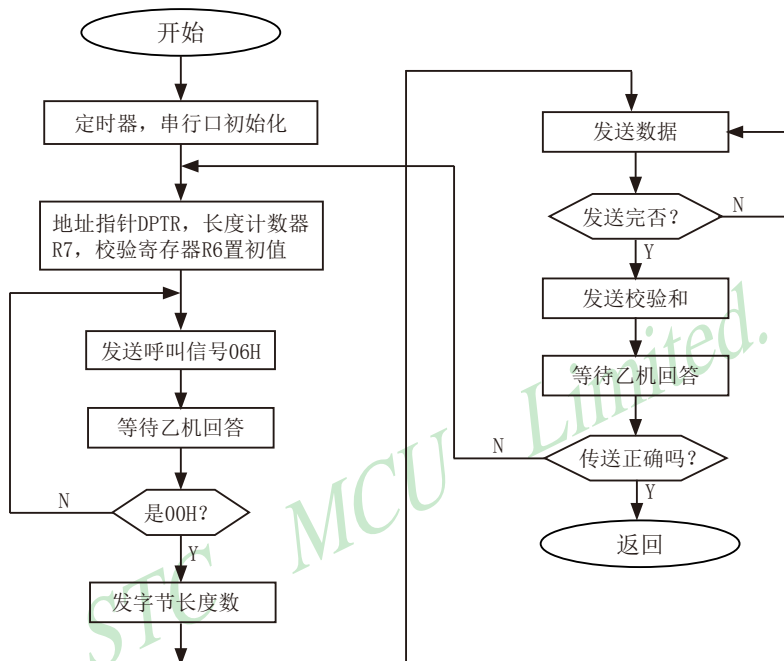 开始
定时器，串行口初始化
地址指针DPTR，长度计数器
R7，校验寄存器R6置初值
发送呼叫信号06H
等待乙机回答
是00H？
N
Y
发字节长度数
发送数据
发送完否？
N
Y
发送校验和
等待乙机回答
传送正确吗？
N
Y
返回
STC MCU Limited.